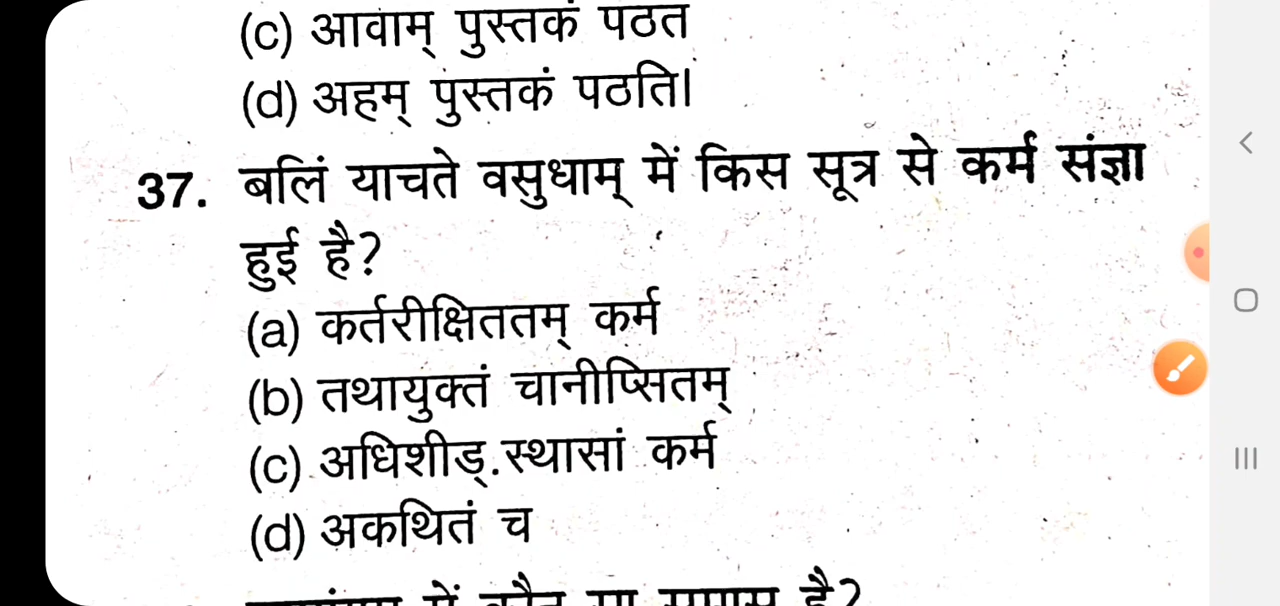 (c) आवाम् पुस्तकं पठत
(d) अहम् पुस्तकं पठति।
37. बलिं याचते वसुधाम् में किस सूत्र से कर्म संज्ञा
हुई है?
(a) कर्तरीक्षिततम् कर्म
(b) तथायुक्तं चानीप्सितम्
(c) अधिशीड्.स्थासां कर्म
(d) अकथितं च
में कौन सा समास है?